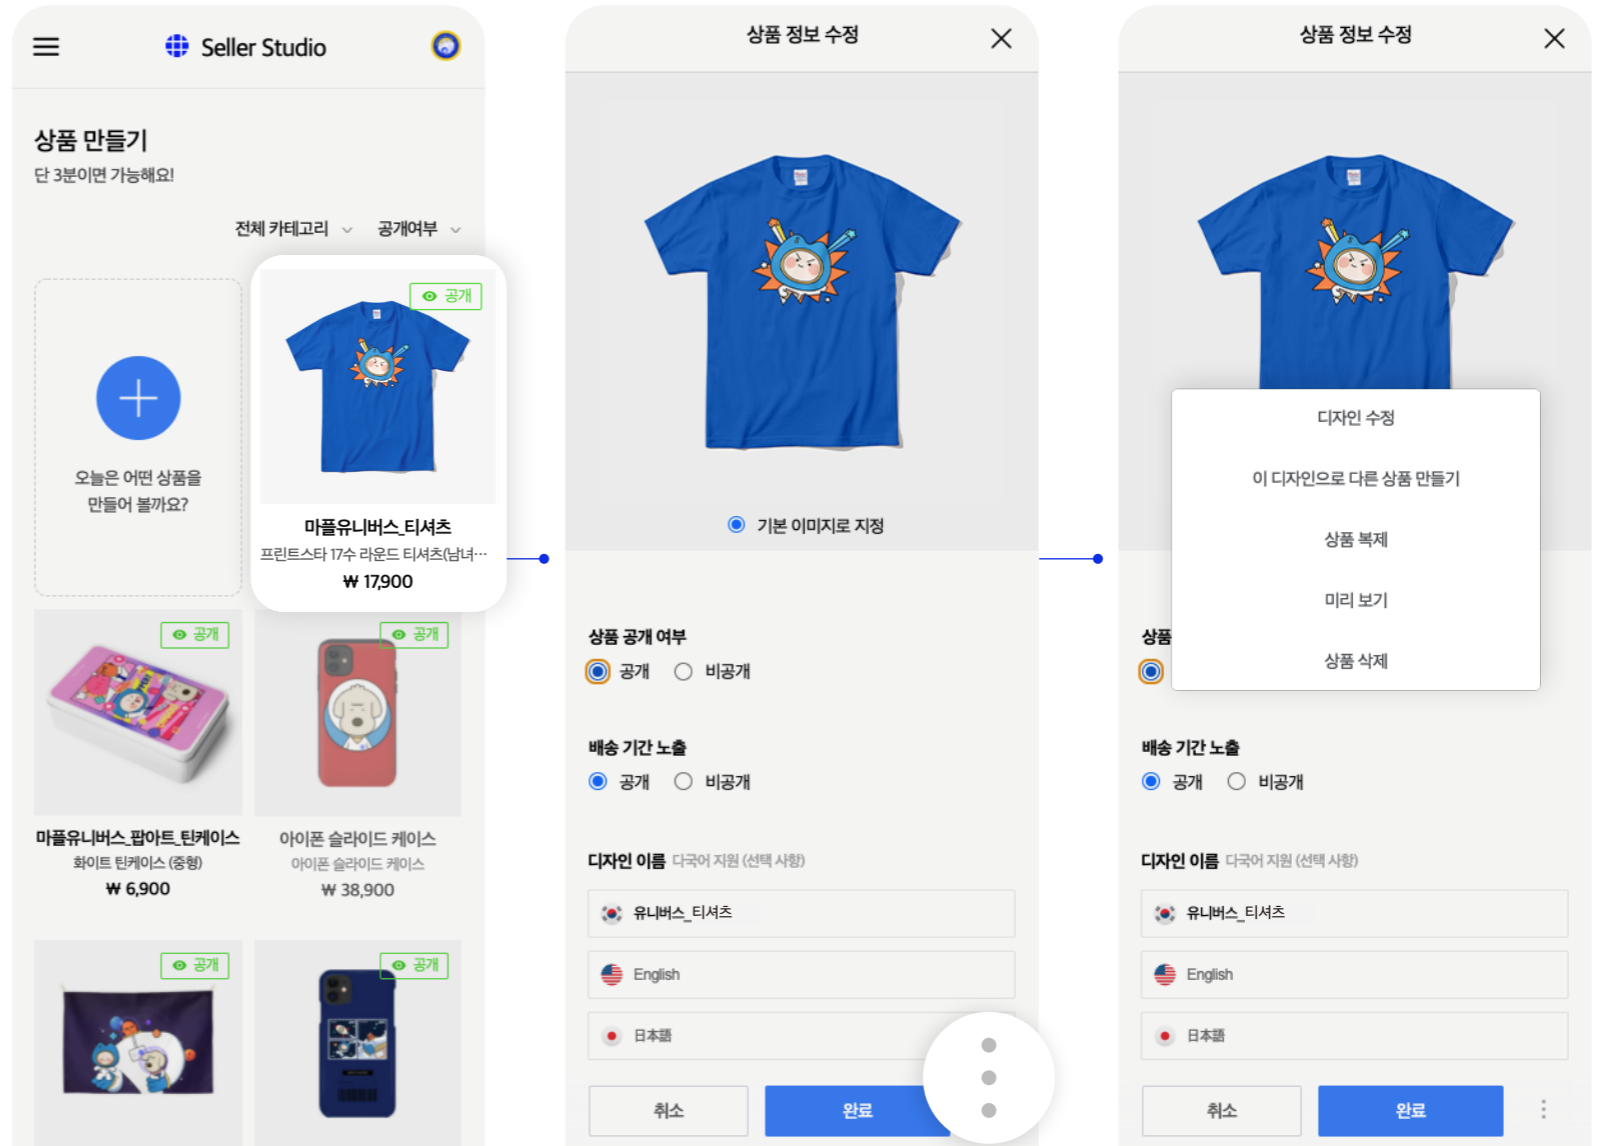 Seller Studio
상품 만들기
단 3분이면 가능해요!
전체 카테고리
공개여부
오늘은 어떤 상품을
만들어 볼까요?
공개
마플유니버스_티셔츠
프린트스타 17수 라운드 티셔츠(남녀…
₩ 17,900
공개
마플유니버스_팝아트_틴케이스
화이트 틴케이스 (중형)
₩ 6,900
공개
아이폰 슬라이드 케이스
아이폰 슬라이드 케이스
₩ 38,900
공개
공개
상품 정보 수정
기본 이미지로 지정
상품 공개 여부
공개
비공개
배송 기간 노출
공개
비공개
디자인 이름 다국어 지원 (선택 사항)
유니버스_티셔츠
English
日本語
취소
완료
상품 정보 수정
디자인 수정
이 디자인으로 다른 상품 만들기
상품 복제
미리 보기
상품 삭제
상품
배송 기간 노출
공개
비공개
디자인 이름 다국어 지원 (선택 사항)
유니버스_티셔츠
English
日本語
취소
완료